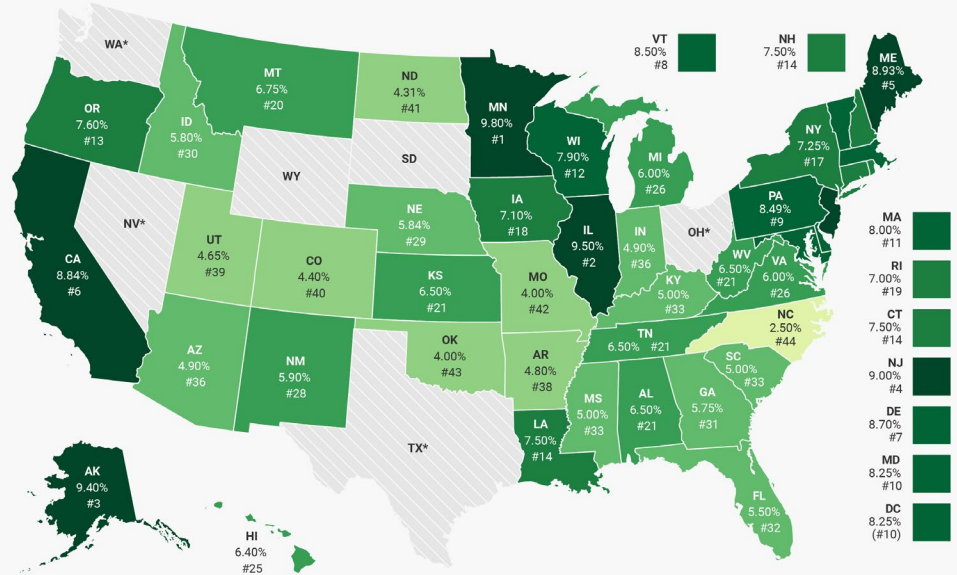 WA*
MT
6.75%
#20
ND
4.31%
#41
MN
9.80%
#1
VT
8.50%
#8
NH
7.50%
#14
ME
8.93%
#5
OR
7.60%
#13
ID
5.80%
#30
WY
SD
WI
7.90%
#12
MI
6.00%
#26
NY
7.25%
#17
NV*
UT
4.65%
#39
CO
4.40%
#40
NE
5.84%
#29
IA
7.10%
#18
IL
9.50%
#2
IN
4.90%
#36
OH*
PA
8.49%
#9
CA
8.84%
#6
KS
6.50%
#21
MO
4.00%
#42
KY
5.00%
#33
WV
6.50%
#21
VA
6.00%
#26
AZ
4.90%
#36
NM
5.90%
#28
OK
4.00%
#43
AR
4.80%
#38
TN
6.50% #21
NC
2.50%
#44
SC
5.00%
#33
TX*
LA
7.50%
#14
MS
5.00%
#33
AL
6.50%
#21
GA
5.75%
#31
FL
5.50%
#32
AK
9.40%
#3
HI
6.40%
#25
MA
8.00%
#11
RI
7.00%
#19
CT
7.50%
#14
NJ
9.00%
#4
DE
8.70%
#7
MD
8.25%
#10
DC
8.25%
(#10)